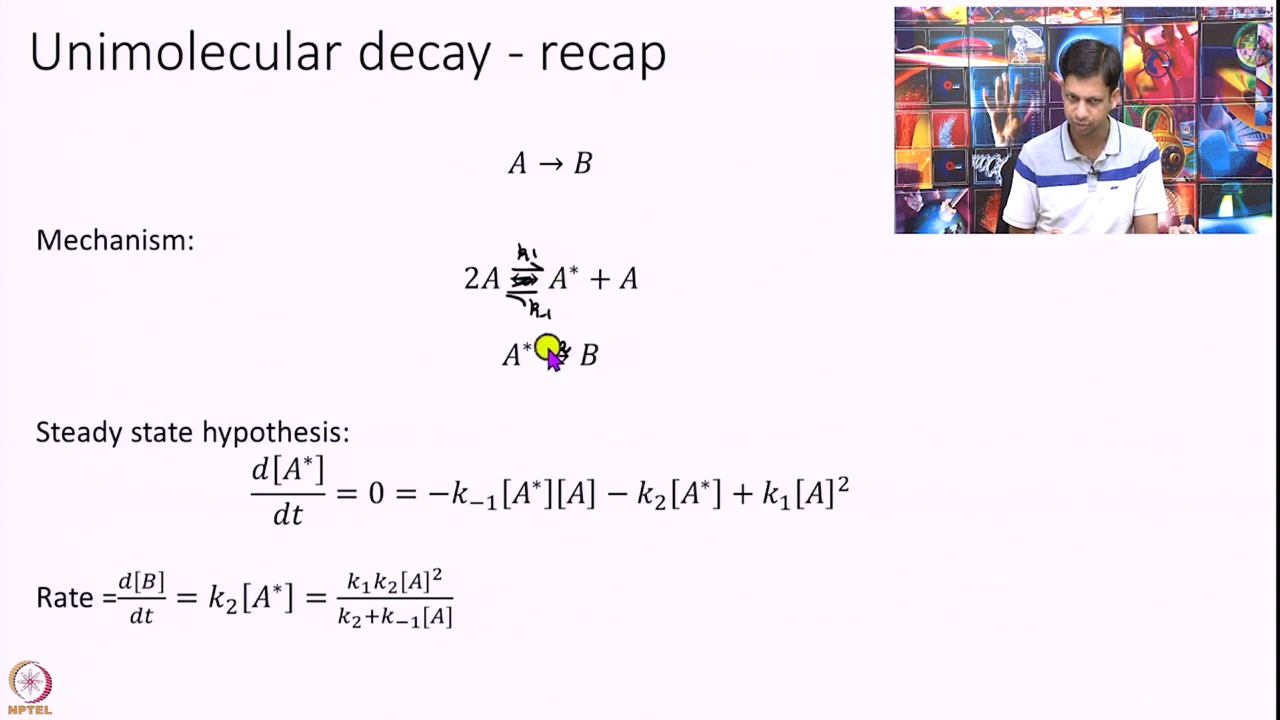 Unimolecular decay - recap
A → B
Mechanism:
k₁
2A ⇌ A* + A
k₋₁
A* B
Steady state hypothesis:
d[A*]/dt = 0 = −k₋₁[A*][A] − k₂[A*] + k₁[A]²
Rate =d[B]/dt = k₂[A*] = k₁k₂[A]²/k₂+k₋₁[A]
NPTEL